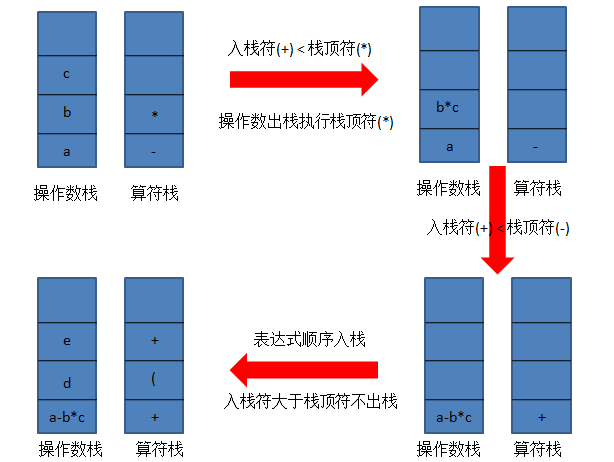 c
b
*
a
-
操作数栈
算符栈
入栈符(+) < 栈顶符(*)
操作数出栈执行栈顶符(*)
b*c
a
-
操作数栈
算符栈
入栈符(+) < 栈顶符(-)
e
+
d
(
a-b*c
+
操作数栈
算符栈
表达式顺序入栈
入栈符大于栈顶符不出栈
a-b*c
+
操作数栈
算符栈